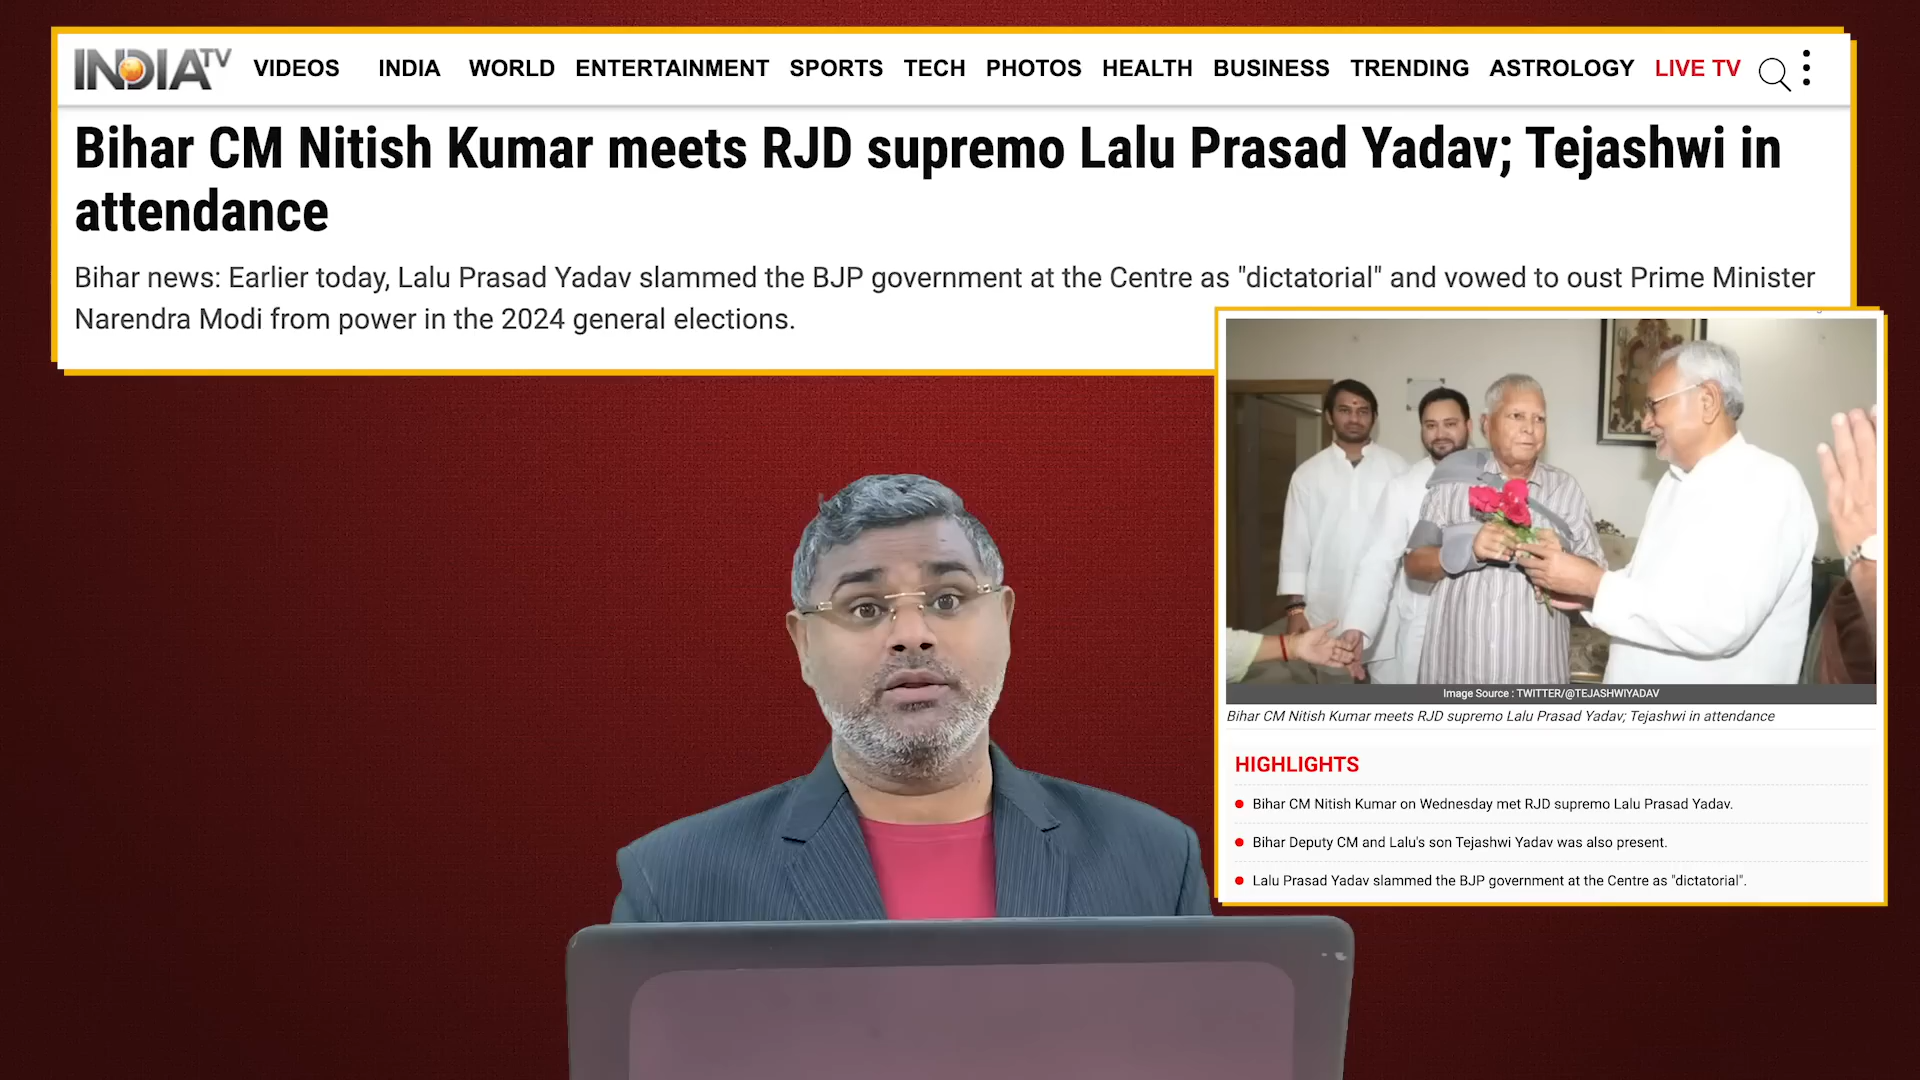 INDIA TV VIDEOS INDIA WORLD ENTERTAINMENT SPORTS TECH PHOTOS HEALTH BUSINESS TRENDING ASTROLOGY LIVE TV
Bihar CM Nitish Kumar meets RJD supremo Lalu Prasad Yadav; Tejashwi in
attendance
Bihar news: Earlier today, Lalu Prasad Yadav slammed the BJP government at the Centre as "dictatorial" and vowed to oust Prime Minister
Narendra Modi from power in the 2024 general elections.
Image Source : TWITTER/@TEJASHWIYADAV
Bihar CM Nitish Kumar meets RJD supremo Lalu Prasad Yadav; Tejashwi in attendance
HIGHLIGHTS
Bihar CM Nitish Kumar on Wednesday met RJD supremo Lalu Prasad Yadav.
Bihar Deputy CM and Lalu's son Tejashwi Yadav was also present.
Lalu Prasad Yadav slammed the BJP government at the Centre as "dictatorial".